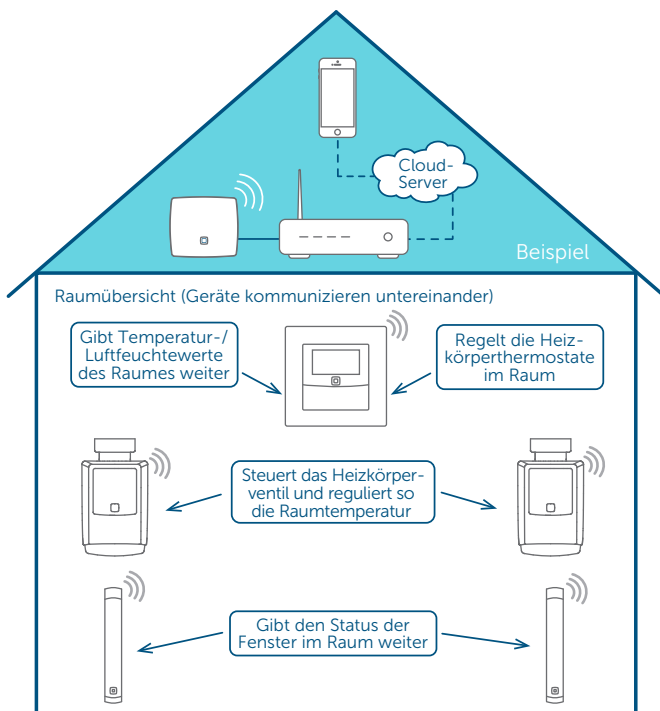 Cloud-
Server
Beispiel
Raumübersicht (Geräte kommunizieren untereinander)
Gibt Temperatur-/
Luftfeuchtewerte
des Raumes weiter
Regelt die Heiz-
körperthermostate
im Raum
Steuert das Heizkörper-
ventil und reguliert so
die Raumtemperatur
Gibt den Status der
Fenster im Raum weiter